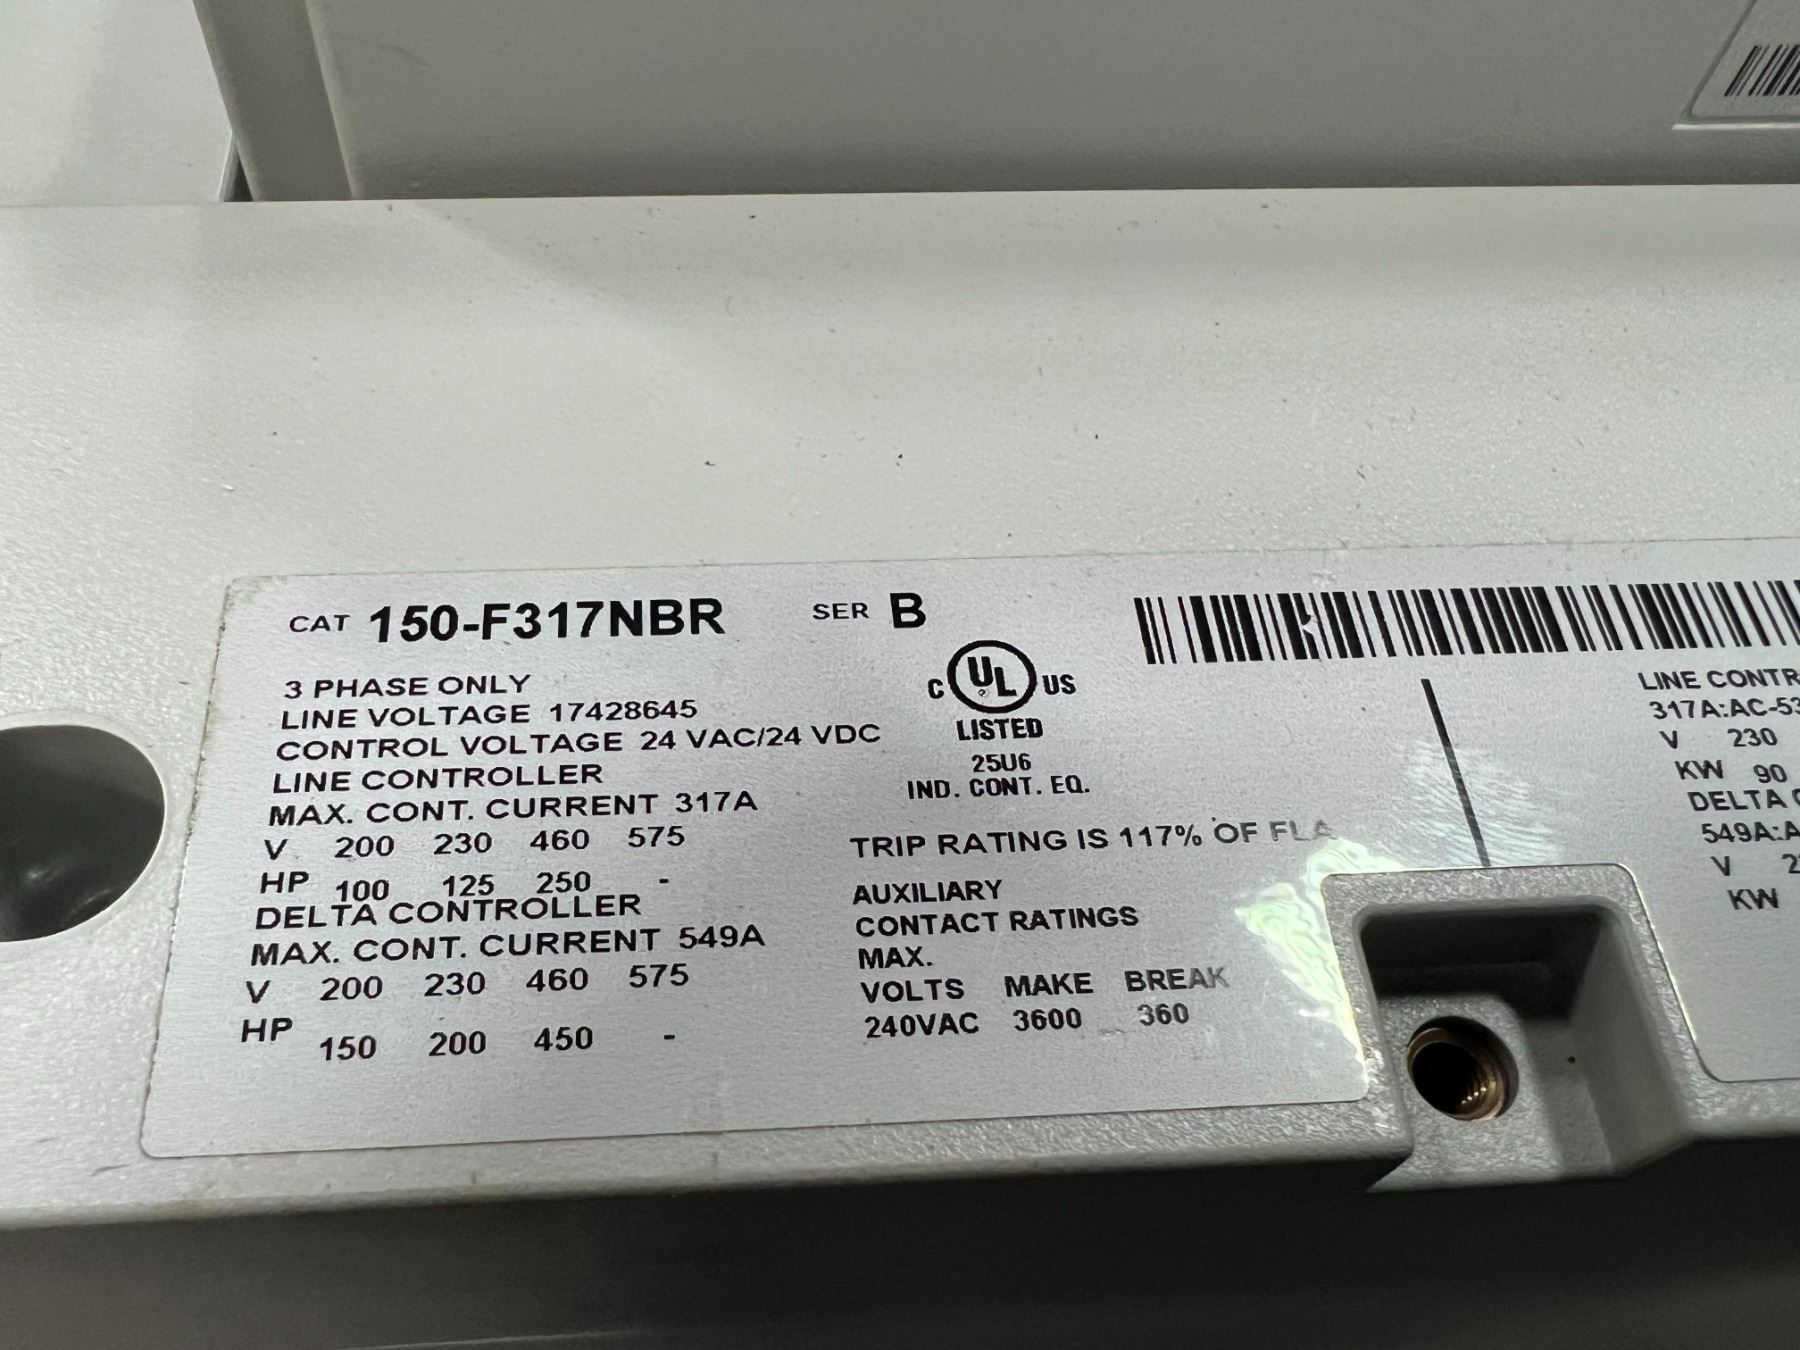 CAT 150-F317NBR SER B
3 PHASE ONLY
LINE VOLTAGE 17428645
CONTROL VOLTAGE 24 VAC/24 VDC
LINE CONTROLLER
MAX. CONT. CURRENT 317A
V 200 230 460 575
HP 100 125 250 -
DELTA CONTROLLER
MAX. CONT. CURRENT 549A
V 200 230 460 575
HP 150 200 450 -
C UL US
LISTED
25U6
IND. CONT. EQ.
TRIP RATING IS 117% OF FLA
AUXILIARY
CONTACT RATINGS
MAX.
VOLTS MAKE BREAK
240VAC 3600 360
LINE
317A:AC-53
V 230
KW 90
DELTA
549A:A
V
KW